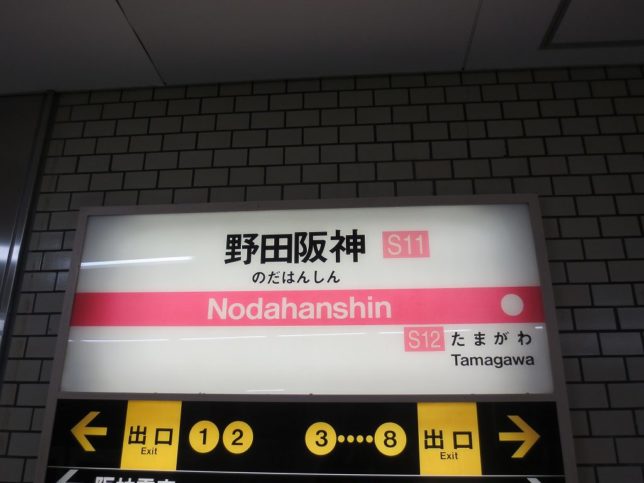 野田阪神 S11
のだはんしん
Nodahanshin
S12 たまがわ
Tamagawa
← 出口 1 2 3・・・・・8 出口 →
Exit Exit